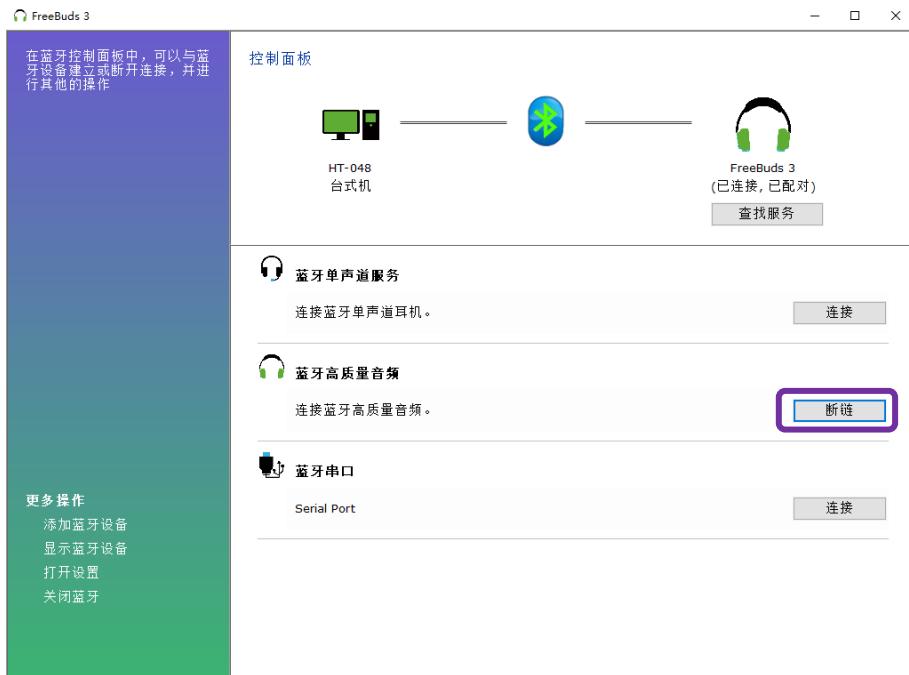 FreeBuds 3
在蓝牙控制面板中，可以与蓝
牙设备建立或断开连接，并进
行其他的操作
控制面板
HT-048
台式机
FreeBuds 3
(已连接, 已配对)
查找服务
蓝牙单声道服务
连接蓝牙单声道耳机。
连接
蓝牙高质量音频
连接蓝牙高质量音频。
断链
蓝牙串口
Serial Port
连接
更多操作
添加蓝牙设备
显示蓝牙设备
打开设置
关闭蓝牙